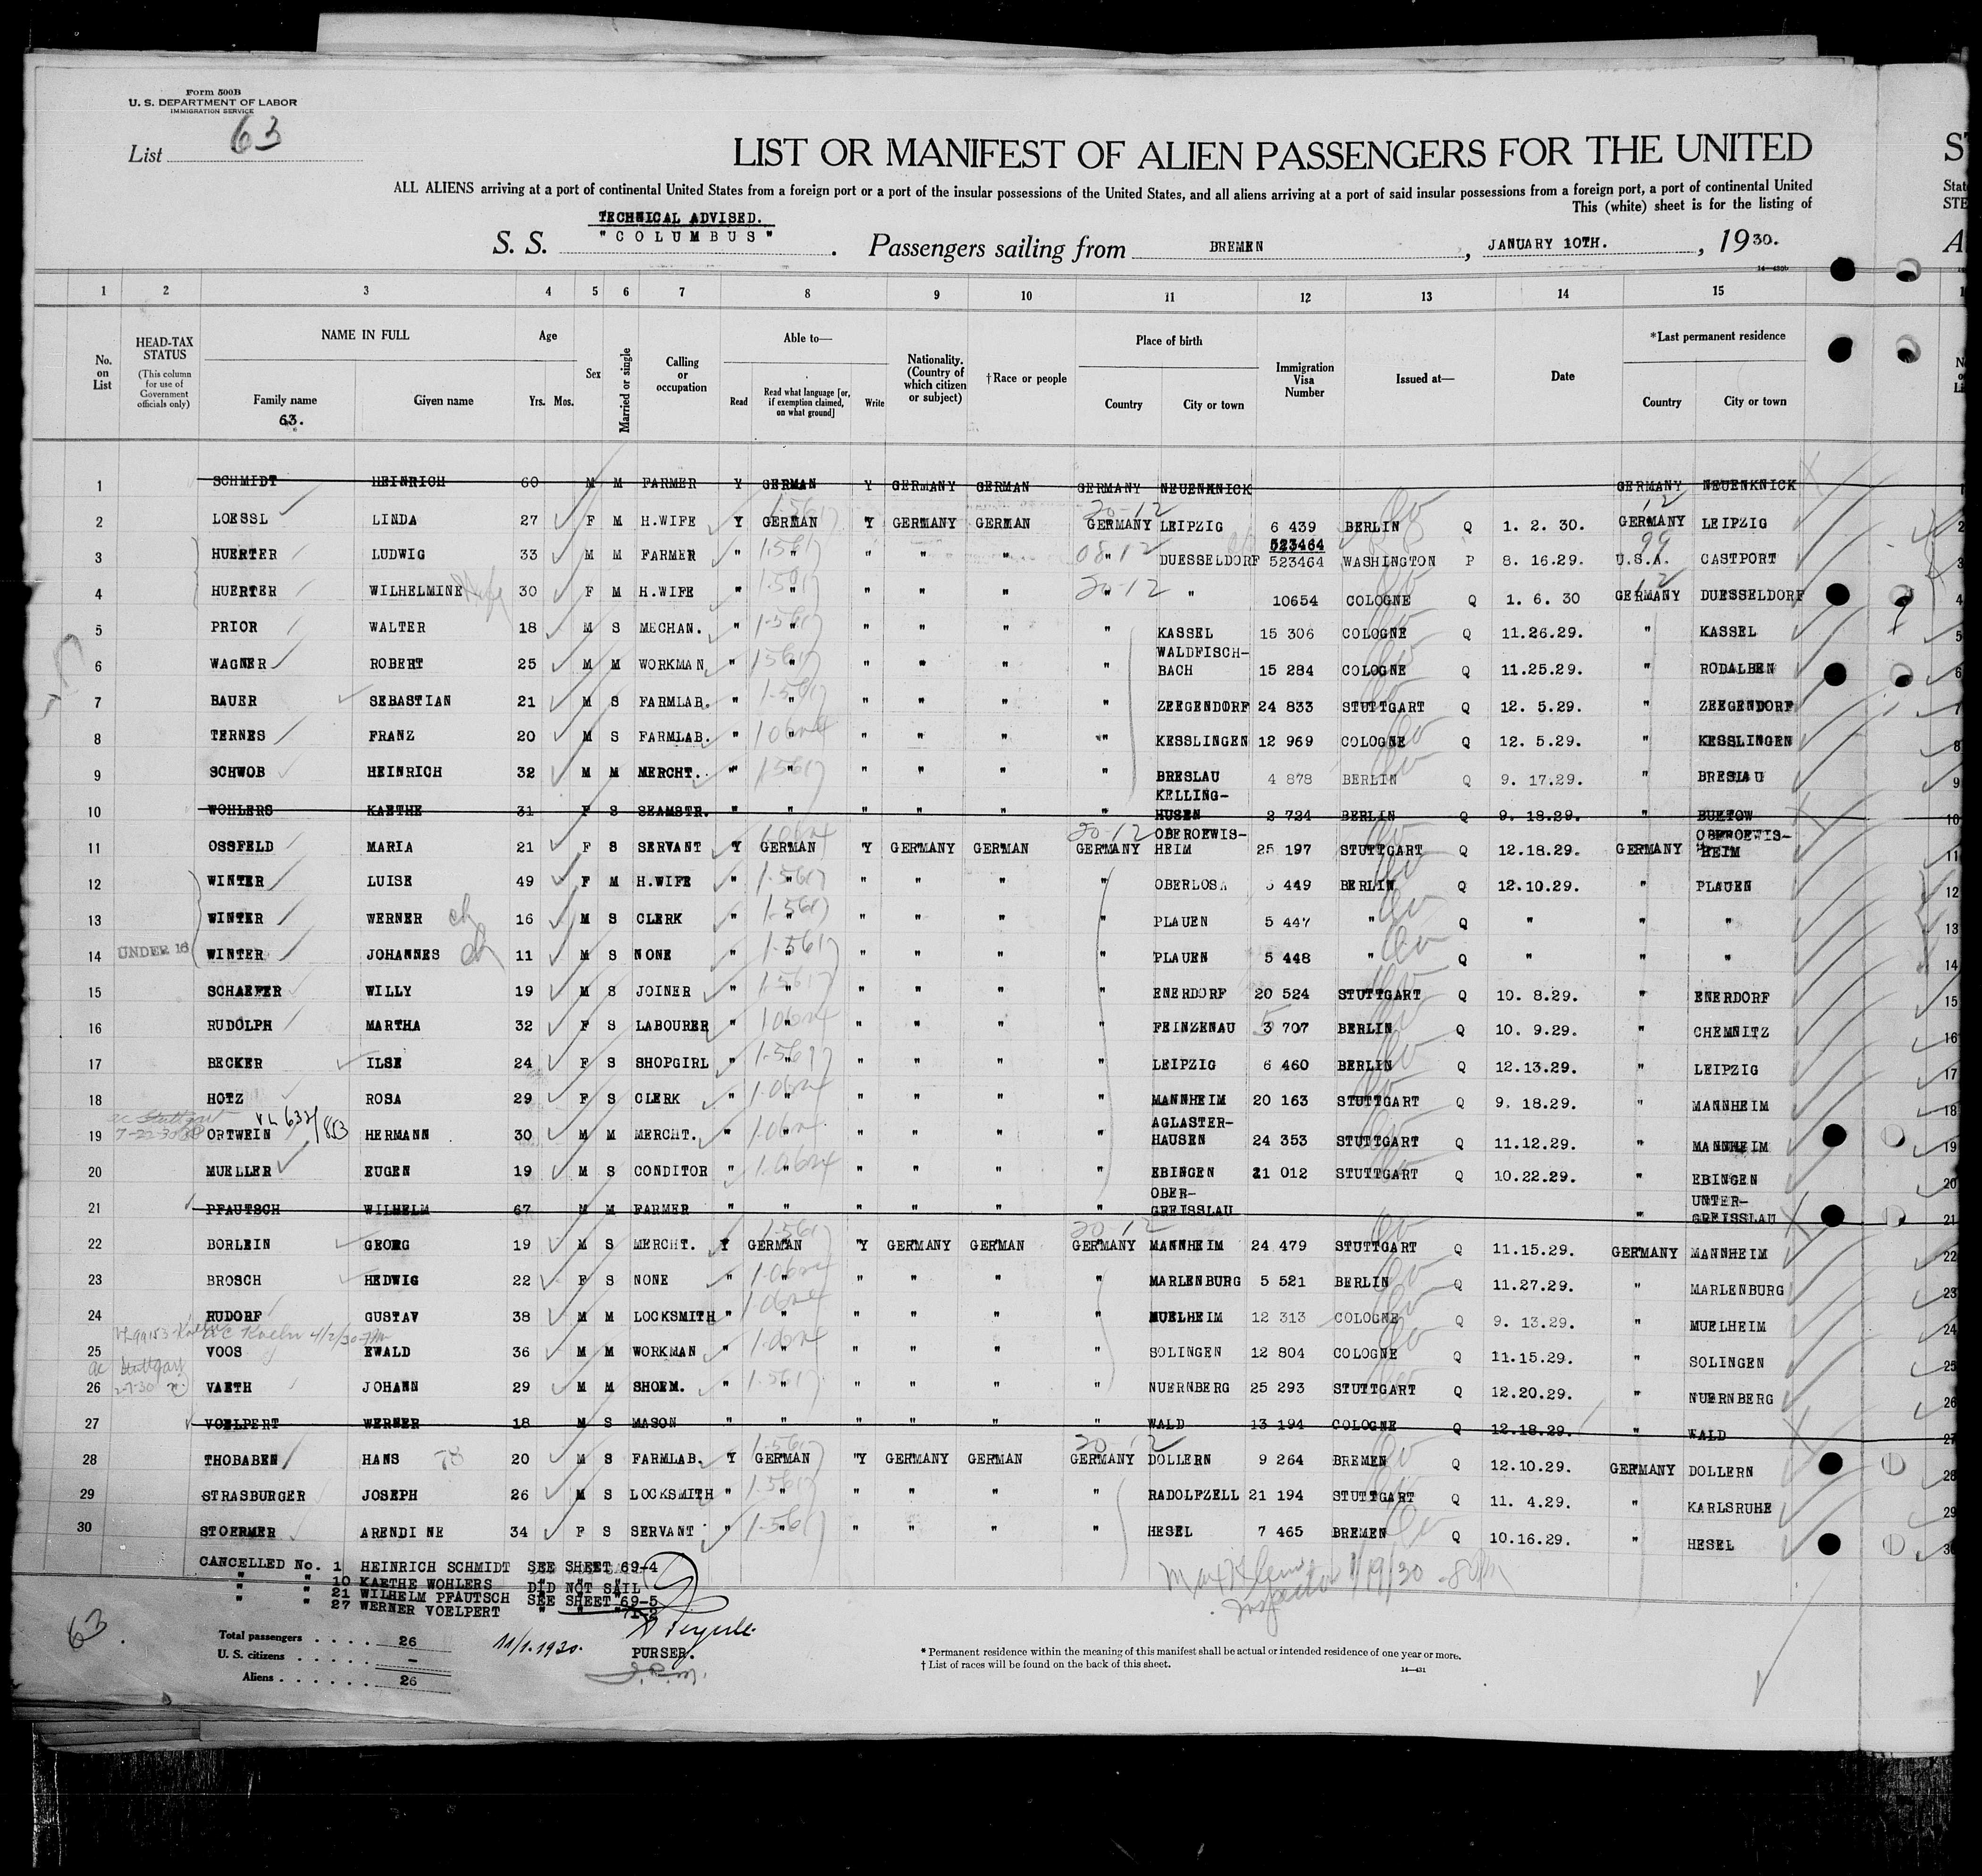 Form 500B
U. S. DEPARTMENT OF LABOR
IMMIGRATION SERVICE
List 63
LIST OR MANIFEST OF ALIEN PASSENGERS FOR THE UNITED
ALL ALIENS arriving at a port of continental United States from a foreign port or a port of the insular possessions of the United States, and all aliens arriving at a port of said insular possessions from a foreign port, a port of continental United
This (white) sheet is for the listing of
TECHNICAL ADVISED.
S. S. "COLUMBUS". Passengers sailing from BREMEN, JANUARY 10TH., 1930.
1 2 3 4 5 6 7 8 9 10 11 12 13 14 15
No. on List
HEAD-TAX STATUS
(This column for use of Government officials only)
NAME IN FULL
Family name
63.
Given name
Age
Yrs. Mos.
Sex
Married or single
Calling or occupation
Able to—
Read
Read what language [or, if exemption claimed, on what ground]
Write
Nationality. (Country of which citizen or subject)
†Race or people
Place of birth
Country
City or town
Immigration Visa Number
Issued at—
Date
*Last permanent residence
Country
City or town
1 SCHMIDT HEINRICH 60 M M FARMER Y GERMAN Y GERMANY GERMAN GERMANY NEUENKNICK GERMANY NEUENKNICK
2 LOESSL LINDA 27 F M H.WIFE Y GERMAN Y GERMANY GERMAN GERMANY LEIPZIG 6 439 BERLIN Q 1. 2. 30. GERMANY LEIPZIG
3 HUERTER LUDWIG 33 M M FARMER " " " " " " DUESSELDORF 523464 523464 WASHINGTON P 8. 16.29. U.S.A. CASTPORT
4 HUERTER WILHELMINE 30 F M H.WIFE " " " " " " " 10654 COLOGNE Q 1. 6. 30 GERMANY DUESSELDORF
5 PRIOR WALTER 18 M S MECHAN. " " " " " " KASSEL 15 306 COLOGNE Q 11.26.29. " KASSEL
6 WAGNER ROBERT 25 M M WORKMAN " " " " " " WALDFISCH-BACH 15 284 COLOGNE Q 11.25.29. " RODALBEN
7 BAUER SEBASTIAN 21 M S FARMLAB. " " " " " " ZEEGENDORF 24 833 STUTTGART Q 12. 5.29. " ZEEGENDORF
8 TERNES FRANZ 20 M S FARMLAB. " " " " " " KESSLINGEN 12 969 COLOGNE Q 12. 5.29. " KESSLINGEN
9 SCHWOB HEINRICH 32 M M MERCHT. " " " " " " BRESLAU 4 878 BERLIN Q 9. 17.29. " BRESLAU
10 WOHLERS KAETHE 31 F S SEAMSTR. " " " " " " KELLING-HUSEN 2 724 BERLIN Q 9. 18.29. " BUETOW
11 OSSFELD MARIA 21 F S SERVANT Y GERMAN Y GERMANY GERMAN GERMANY OBEROEWIS-HEIM 25 197 STUTTGART Q 12.18.29. GERMANY OBEROEWIS-HEIM
12 WINTER LUISE 49 F M H.WIFE " " " " " " OBERLOSA 5 449 BERLIN Q 12.10.29. " PLAUEN
13 WINTER WERNER ch 16 M S CLERK " " " " " " PLAUEN 5 447 " Q " " "
14 UNDER 16 WINTER JOHANNES ch 11 M S NONE " " " " " " PLAUEN 5 448 " Q " " "
15 SCHAEFER WILLY 19 M S JOINER " " " " " " ENERDORF 20 524 STUTTGART Q 10. 8.29. " ENERDORF
16 RUDOLPH MARTHA 32 F S LABOURER " " " " " " FEINZENAU 3 707 BERLIN Q 10. 9.29. " CHEMNITZ
17 BECKER ILSE 24 F S SHOPGIRL " " " " " " LEIPZIG 6 460 BERLIN Q 12.13.29. " LEIPZIG
18 HOTZ ROSA 29 F S CLERK " " " " " " MANNHEIM 20 163 STUTTGART Q 9. 18.29. " MANNHEIM
19 ORTWEIN HERMANN 30 M M MERCHT. " " " " " " AGLASTER-HAUSEN 24 353 STUTTGART Q 11.12.29. " MANNHEIM
20 MUELLER EUGEN 19 M S CONDITOR " " " " " " EBINGEN 21 012 STUTTGART Q 10.22.29. " EBINGEN
21 PFAUTSCH WILHELM 67 M M FARMER " " " " " " OBER-GREISSLAU " UNTER-GREISSLAU
22 BORLEIN GEORG 19 M S MERCHT. Y GERMAN Y GERMANY GERMAN GERMANY MANNHEIM 24 479 STUTTGART Q 11.15.29. GERMANY MANNHEIM
23 BROSCH HEDWIG 22 F S NONE " " " " " " MARLENBURG 5 521 BERLIN Q 11.27.29. " MARLENBURG
24 RUDORF GUSTAV 38 M M LOCKSMITH " " " " " " MUELHEIM 12 313 COLOGNE Q 9. 13.29. " MUELHEIM
25 VOOS EWALD 36 M M WORKMAN " " " " " " SOLINGEN 12 804 COLOGNE Q 11.15.29. " SOLINGEN
26 VAETH JOHANN 29 M M SHOEM. " " " " " " NUERNBERG 25 293 STUTTGART Q 12.20.29. " NUERNBERG
27 VOELPERT WERNER 18 M S MASON " " " " " " WALD 13 194 COLOGNE Q 12.18.29. " WALD
28 THOBABEN HANS 20 M S FARMLAB. Y GERMAN Y GERMANY GERMAN GERMANY DOLLERN 9 264 BREMEN Q 12.10.29. GERMANY DOLLERN
29 STRASBURGER JOSEPH 26 M S LOCKSMITH " " " " " " RADOLFZELL 21 194 STUTTGART Q 11. 4.29. " KARLSRUHE
30 STOERMER ARENDINE 34 F S SERVANT " " " " " " HESEL 7 465 BREMEN Q 10.16.29. " HESEL
CANCELLED No. 1 HEINRICH SCHMIDT SEE SHEET 69-4
" " 10 KAETHE WOHLERS DID NOT SAIL
" " 21 WILHELM PFAUTSCH SEE SHEET 69-5
" " 27 WERNER VOELPERT " " 71-2
63.
Total passengers . . . . 26
U. S. citizens . . . . . –
Aliens . . . . . . 26
11/1.1930.
PURSER.
Inspector 1/19/30 - 8 PM
* Permanent residence within the meaning of this manifest shall be actual or intended residence of one year or more.
† List of races will be found on the back of this sheet.
14—431